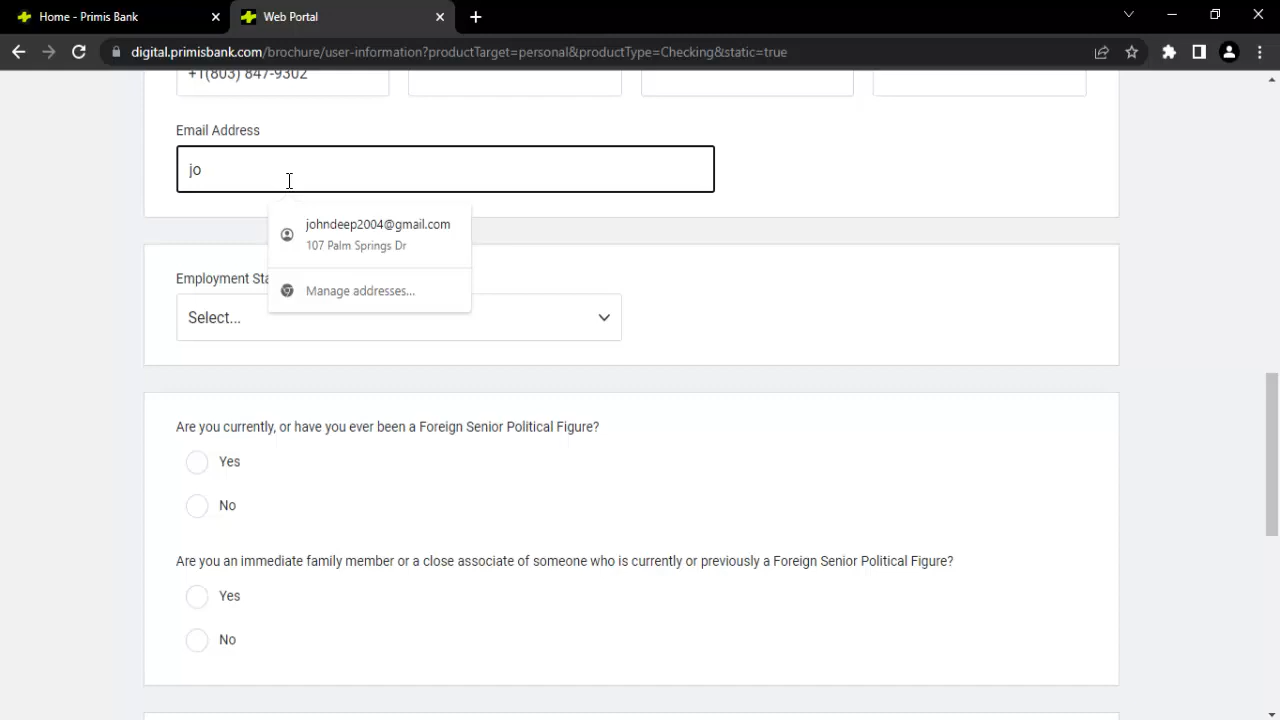 Home - Primis Bank
Web Portal
digital.primisbank.com/brochure/user-information?productTarget=personal&productType=Checking&static=true
+1(803) 847-9302
Email Address
jo
johndeep2004@gmail.com
107 Palm Springs Dr
Manage addresses...
Employment Sta
Select...
Are you currently, or have you ever been a Foreign Senior Political Figure?
Yes
No
Are you an immediate family member or a close associate of someone who is currently or previously a Foreign Senior Political Figure?
Yes
No